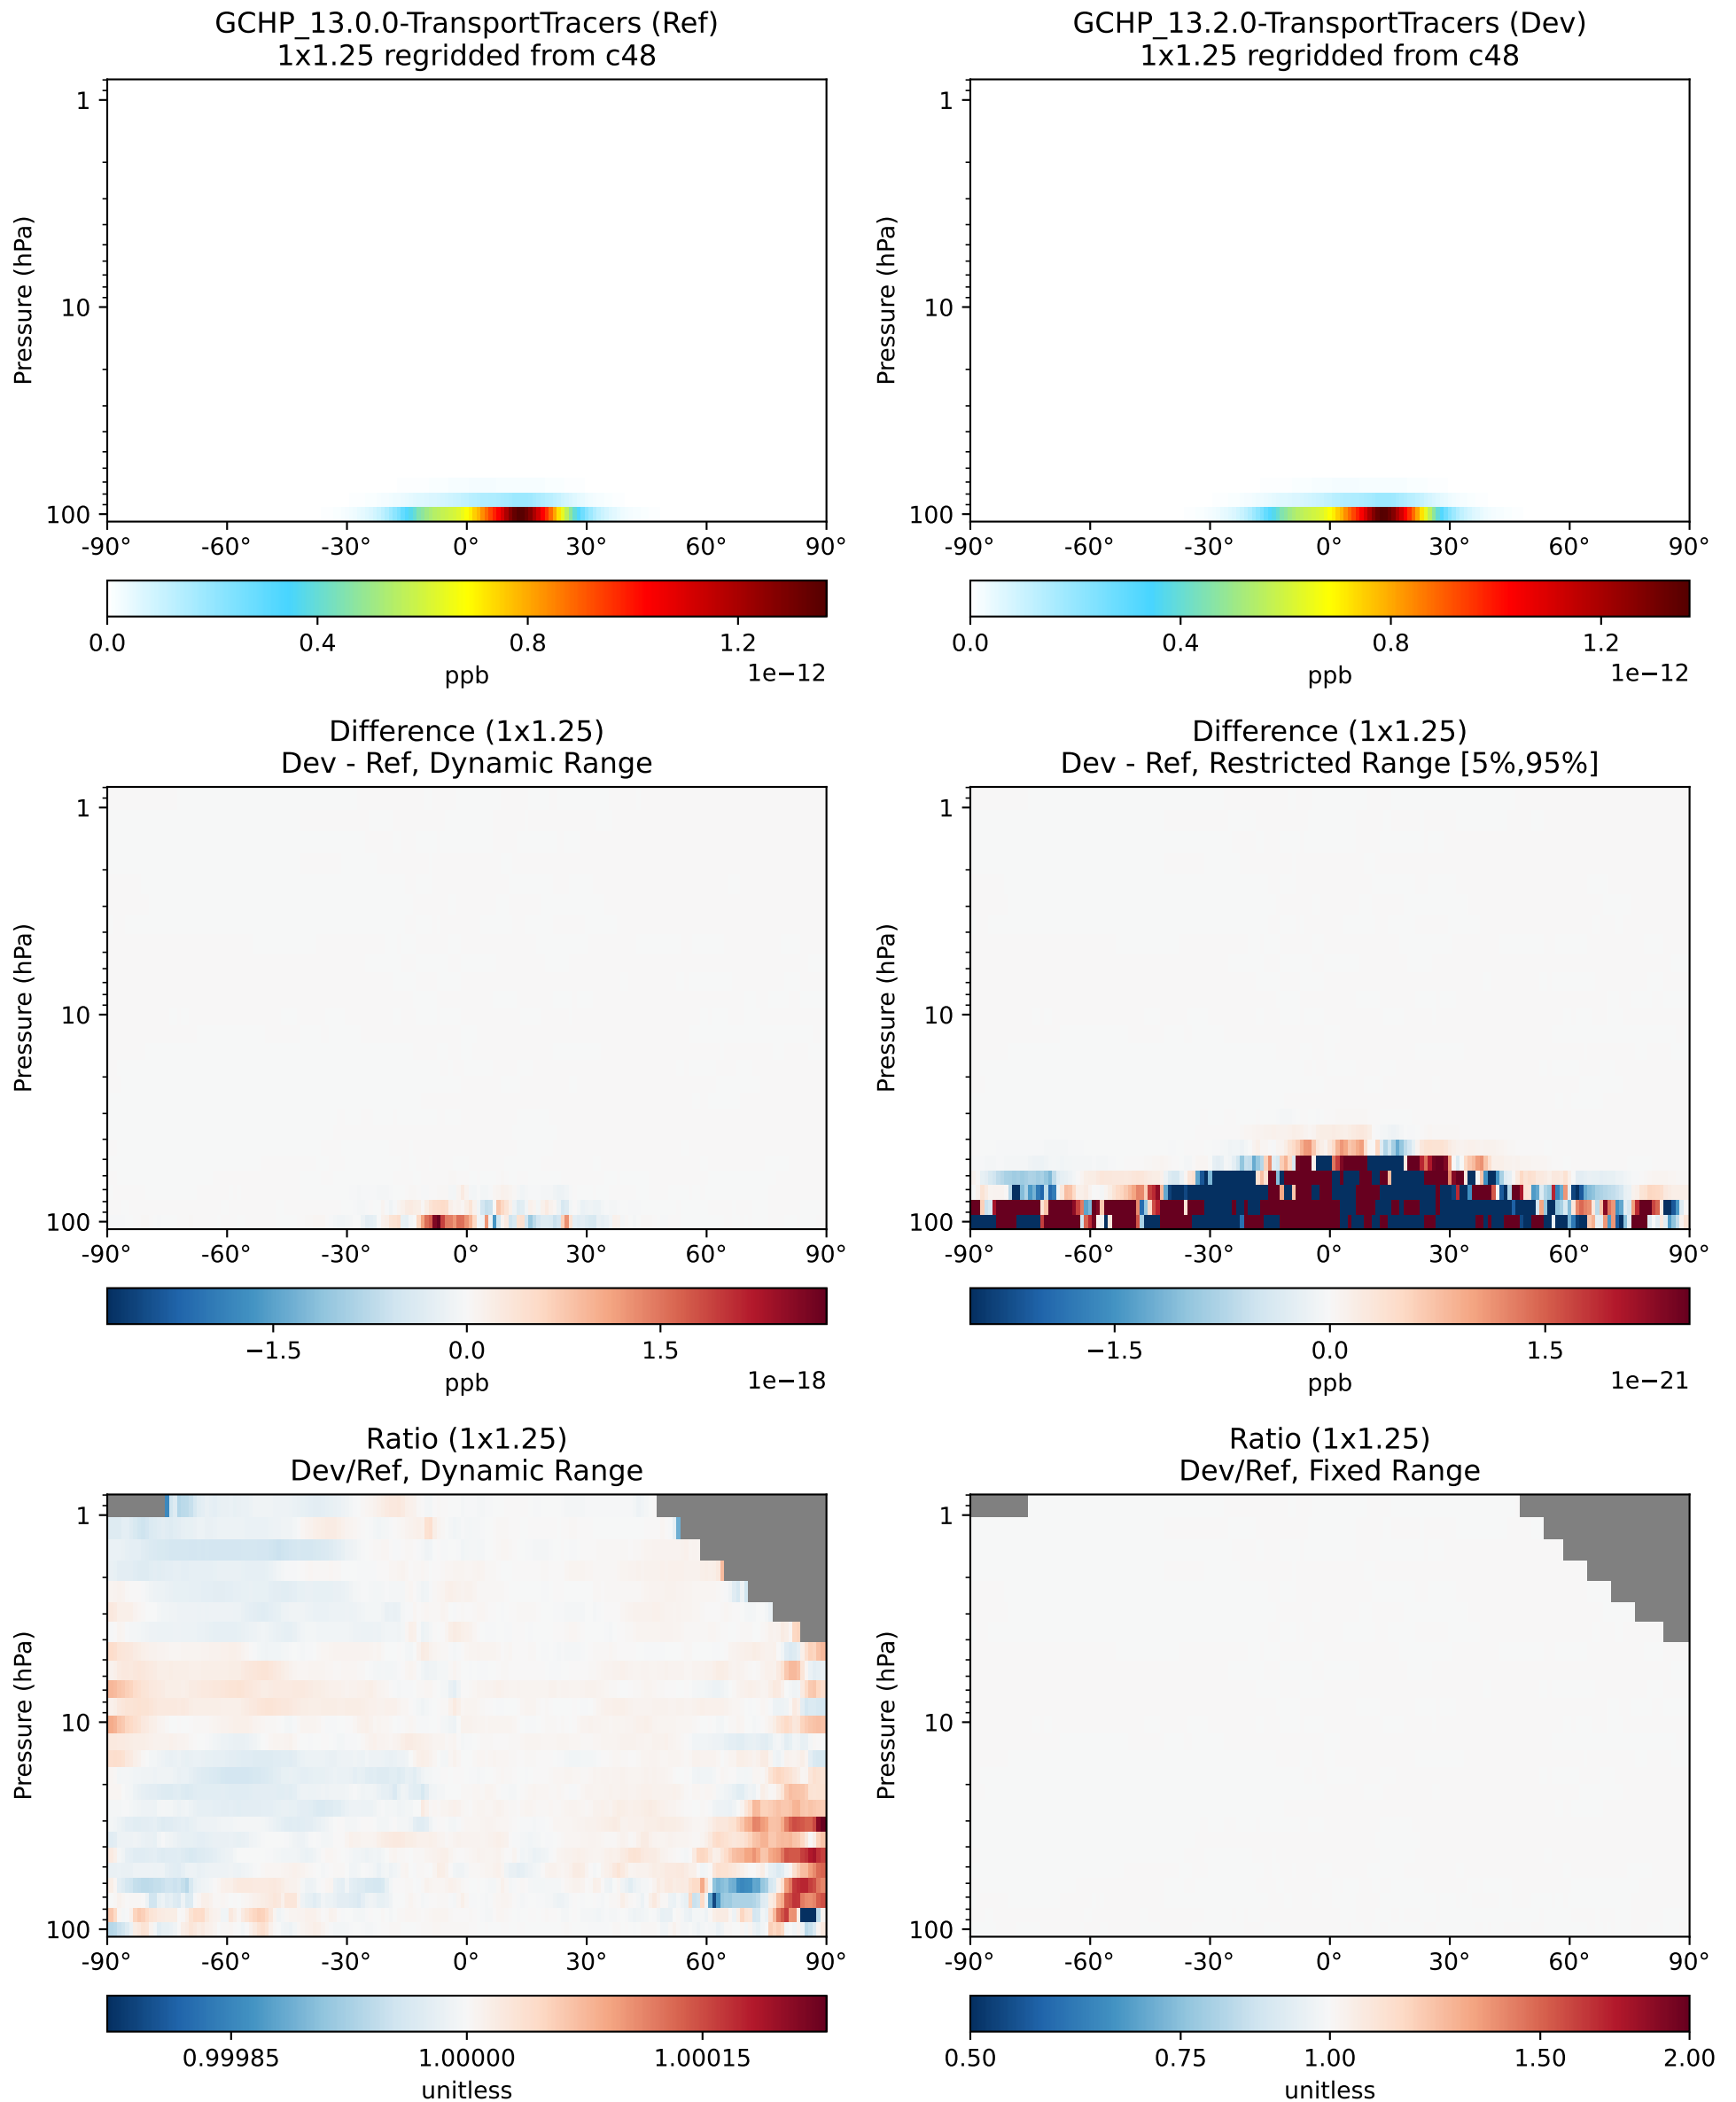 GCHP_13.0.0-TransportTracers (Ref)
1x1.25 regridded from c48
Pressure (hPa)
1
10
100
-90° -60° -30° 0° 30° 60° 90°
0.0 0.4 0.8 1.2
ppb
1e−12
GCHP_13.2.0-TransportTracers (Dev)
1x1.25 regridded from c48
Pressure (hPa)
1
10
100
-90° -60° -30° 0° 30° 60° 90°
0.0 0.4 0.8 1.2
ppb
1e−12
Difference (1x1.25)
Dev - Ref, Dynamic Range
Pressure (hPa)
1
10
100
-90° -60° -30° 0° 30° 60° 90°
−1.5 0.0 1.5
ppb
1e−18
Difference (1x1.25)
Dev - Ref, Restricted Range [5%,95%]
Pressure (hPa)
1
10
100
-90° -60° -30° 0° 30° 60° 90°
−1.5 0.0 1.5
ppb
1e−21
Ratio (1x1.25)
Dev/Ref, Dynamic Range
Pressure (hPa)
1
10
100
-90° -60° -30° 0° 30° 60° 90°
0.99985 1.00000 1.00015
unitless
Ratio (1x1.25)
Dev/Ref, Fixed Range
Pressure (hPa)
1
10
100
-90° -60° -30° 0° 30° 60° 90°
0.50 0.75 1.00 1.50 2.00
unitless